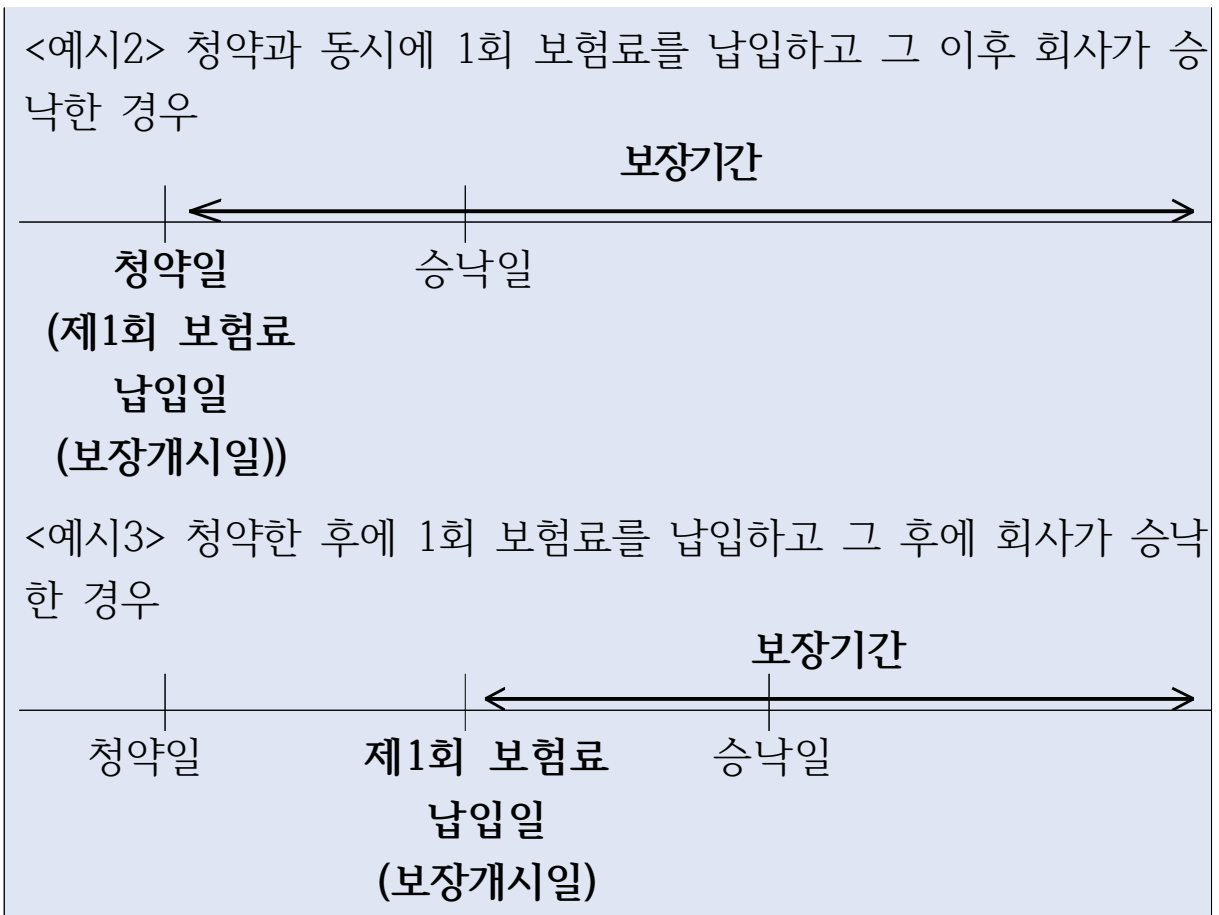 <예시2> 청약과 동시에 1회 보험료를 납입하고 그 이후 회사가 승
낙한 경우
보장기간
청약일 승낙일
(제1회 보험료
납입일
(보장개시일))
<예시3> 청약한 후에 1회 보험료를 납입하고 그 후에 회사가 승낙
한 경우
보장기간
청약일 제1회 보험료 승낙일
납입일
(보장개시일)